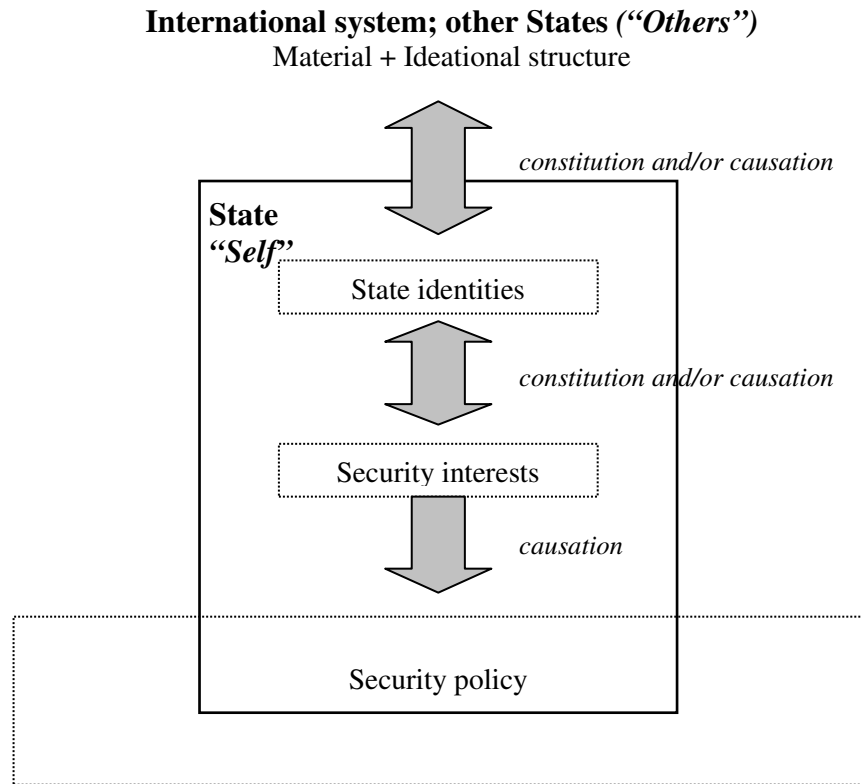 International system; other States (“Others”)
Material + Ideational structure
constitution and/or causation
State
“Self”
State identities
constitution and/or causation
Security interests
causation
Security policy